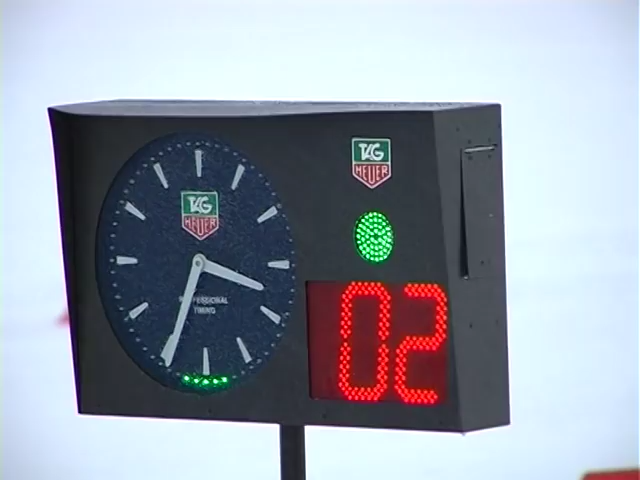 TAG
HEUER
TAG
HEUER
PROFESSIONAL
TIMING
02